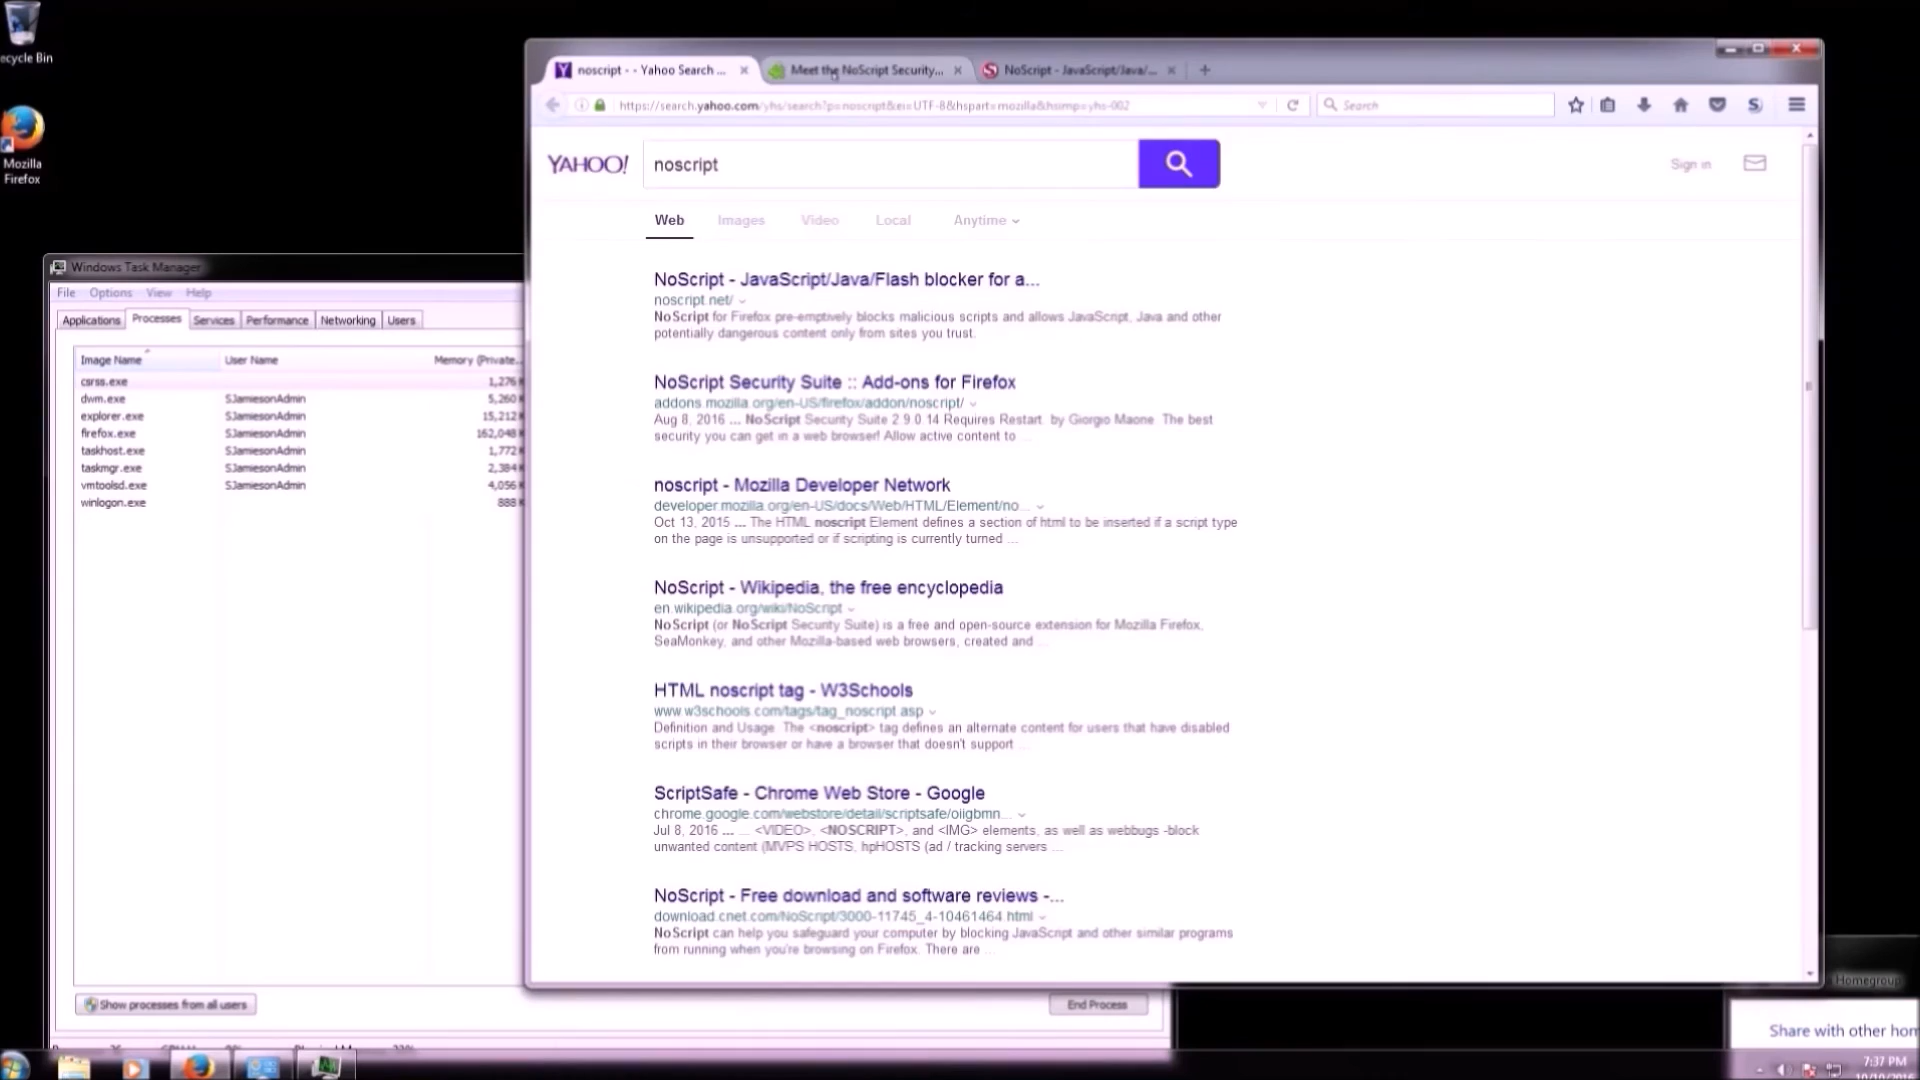 ecycle Bin
Mozilla
Firefox
noscript - - Yahoo Search ...
Meet the NoScript Security...
NoScript - JavaScript/Java/...
https://search.yahoo.com/yhs/search?p=noscript&ei=UTF-8&hspart=mozilla&hsimp=yhs-002
Search
YAHOO!
noscript
Sign in
Web Images Video Local Anytime
NoScript - JavaScript/Java/Flash blocker for a...
noscript.net/
NoScript for Firefox pre-emptively blocks malicious scripts and allows JavaScript, Java and other
potentially dangerous content only from sites you trust.
NoScript Security Suite :: Add-ons for Firefox
addons.mozilla.org/en-US/firefox/addon/noscript/
Aug 8, 2016 ... NoScript Security Suite 2.9.0.14 Requires Restart. by Giorgio Maone. The best
security you can get in a web browser! Allow active content to ...
noscript - Mozilla Developer Network
developer.mozilla.org/en-US/docs/Web/HTML/Element/no...
Oct 13, 2015 ... The HTML noscript Element defines a section of html to be inserted if a script type
on the page is unsupported or if scripting is currently turned ...
NoScript - Wikipedia, the free encyclopedia
en.wikipedia.org/wiki/NoScript
NoScript (or NoScript Security Suite) is a free and open-source extension for Mozilla Firefox,
SeaMonkey, and other Mozilla-based web browsers, created and ...
HTML noscript tag - W3Schools
www.w3schools.com/tags/tag_noscript.asp
Definition and Usage. The <noscript> tag defines an alternate content for users that have disabled
scripts in their browser or have a browser that doesn't support ...
ScriptSafe - Chrome Web Store - Google
chrome.google.com/webstore/detail/scriptsafe/oiigbmn...
Jul 8, 2016 ... ... <VIDEO>, <NOSCRIPT>, and <IMG> elements, as well as webbugs -block
unwanted content (MVPS HOSTS, hpHOSTS (ad / tracking servers ...
NoScript - Free download and software reviews -...
download.cnet.com/NoScript/3000-11745_4-10461464.html
NoScript can help you safeguard your computer by blocking JavaScript and other similar programs
from running when you're browsing on Firefox. There are ...
Windows Task Manager
File Options View Help
Applications Processes Services Performance Networking Users
Image Name User Name Memory (Private...
csrss.exe 1,276 K
dwm.exe SJamiesonAdmin 5,260 K
explorer.exe SJamiesonAdmin 15,212 K
firefox.exe SJamiesonAdmin 162,048 K
taskhost.exe SJamiesonAdmin 1,772 K
taskmgr.exe SJamiesonAdmin 2,384 K
vmtoolsd.exe SJamiesonAdmin 4,056 K
winlogon.exe 888 K
Show processes from all users
End Process
Homegroup
Share with other hom
7:37 PM